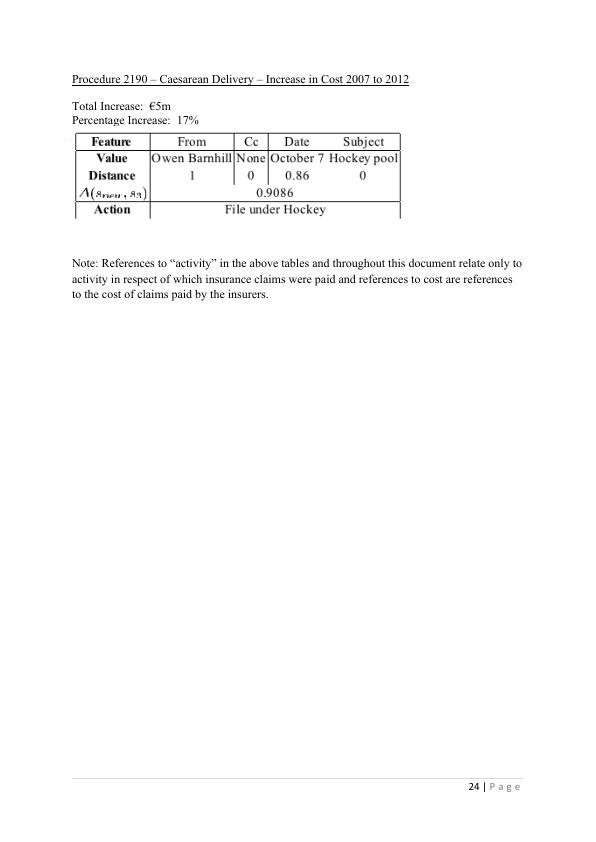 Procedure 2190 – Caesarean Delivery – Increase in Cost 2007 to 2012
Total Increase: €5m
Percentage Increase: 17%
Feature From Cc Date Subject
Value Owen Barnhill None October 7 Hockey pool
Distance 1 0 0.86 0
Λ(s_new, s_3) 0.9086
Action File under Hockey
Note: References to “activity” in the above tables and throughout this document relate only to
activity in respect of which insurance claims were paid and references to cost are references
to the cost of claims paid by the insurers.
24 | Page